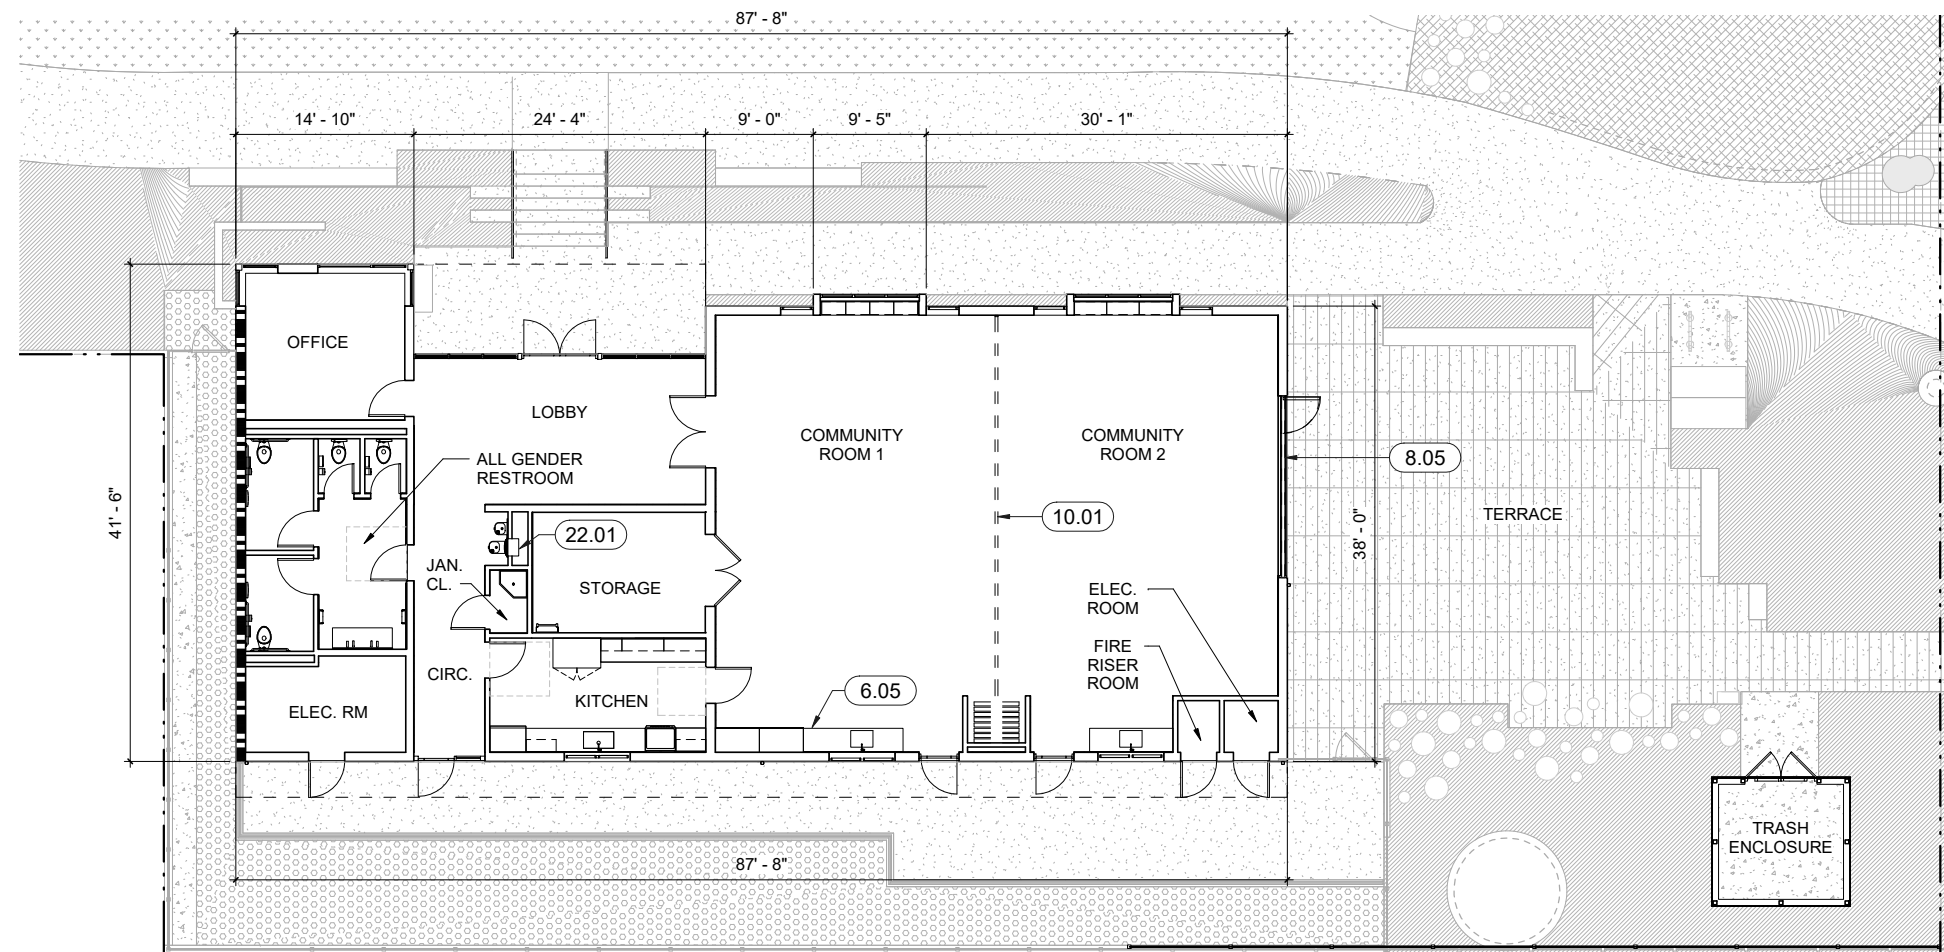 87' - 8"
14' - 10"
24' - 4"
9' - 0"
9' - 5"
30' - 1"
OFFICE
LOBBY
COMMUNITY
ROOM 1
COMMUNITY
ROOM 2
8.05
ALL GENDER
RESTROOM
41' - 6"
10.01
TERRACE
38' - 0"
22.01
JAN.
CL.
STORAGE
ELEC.
ROOM
FIRE
RISER
ROOM
CIRC.
6.05
KITCHEN
ELEC. RM
TRASH
ENCLOSURE
87' - 8"